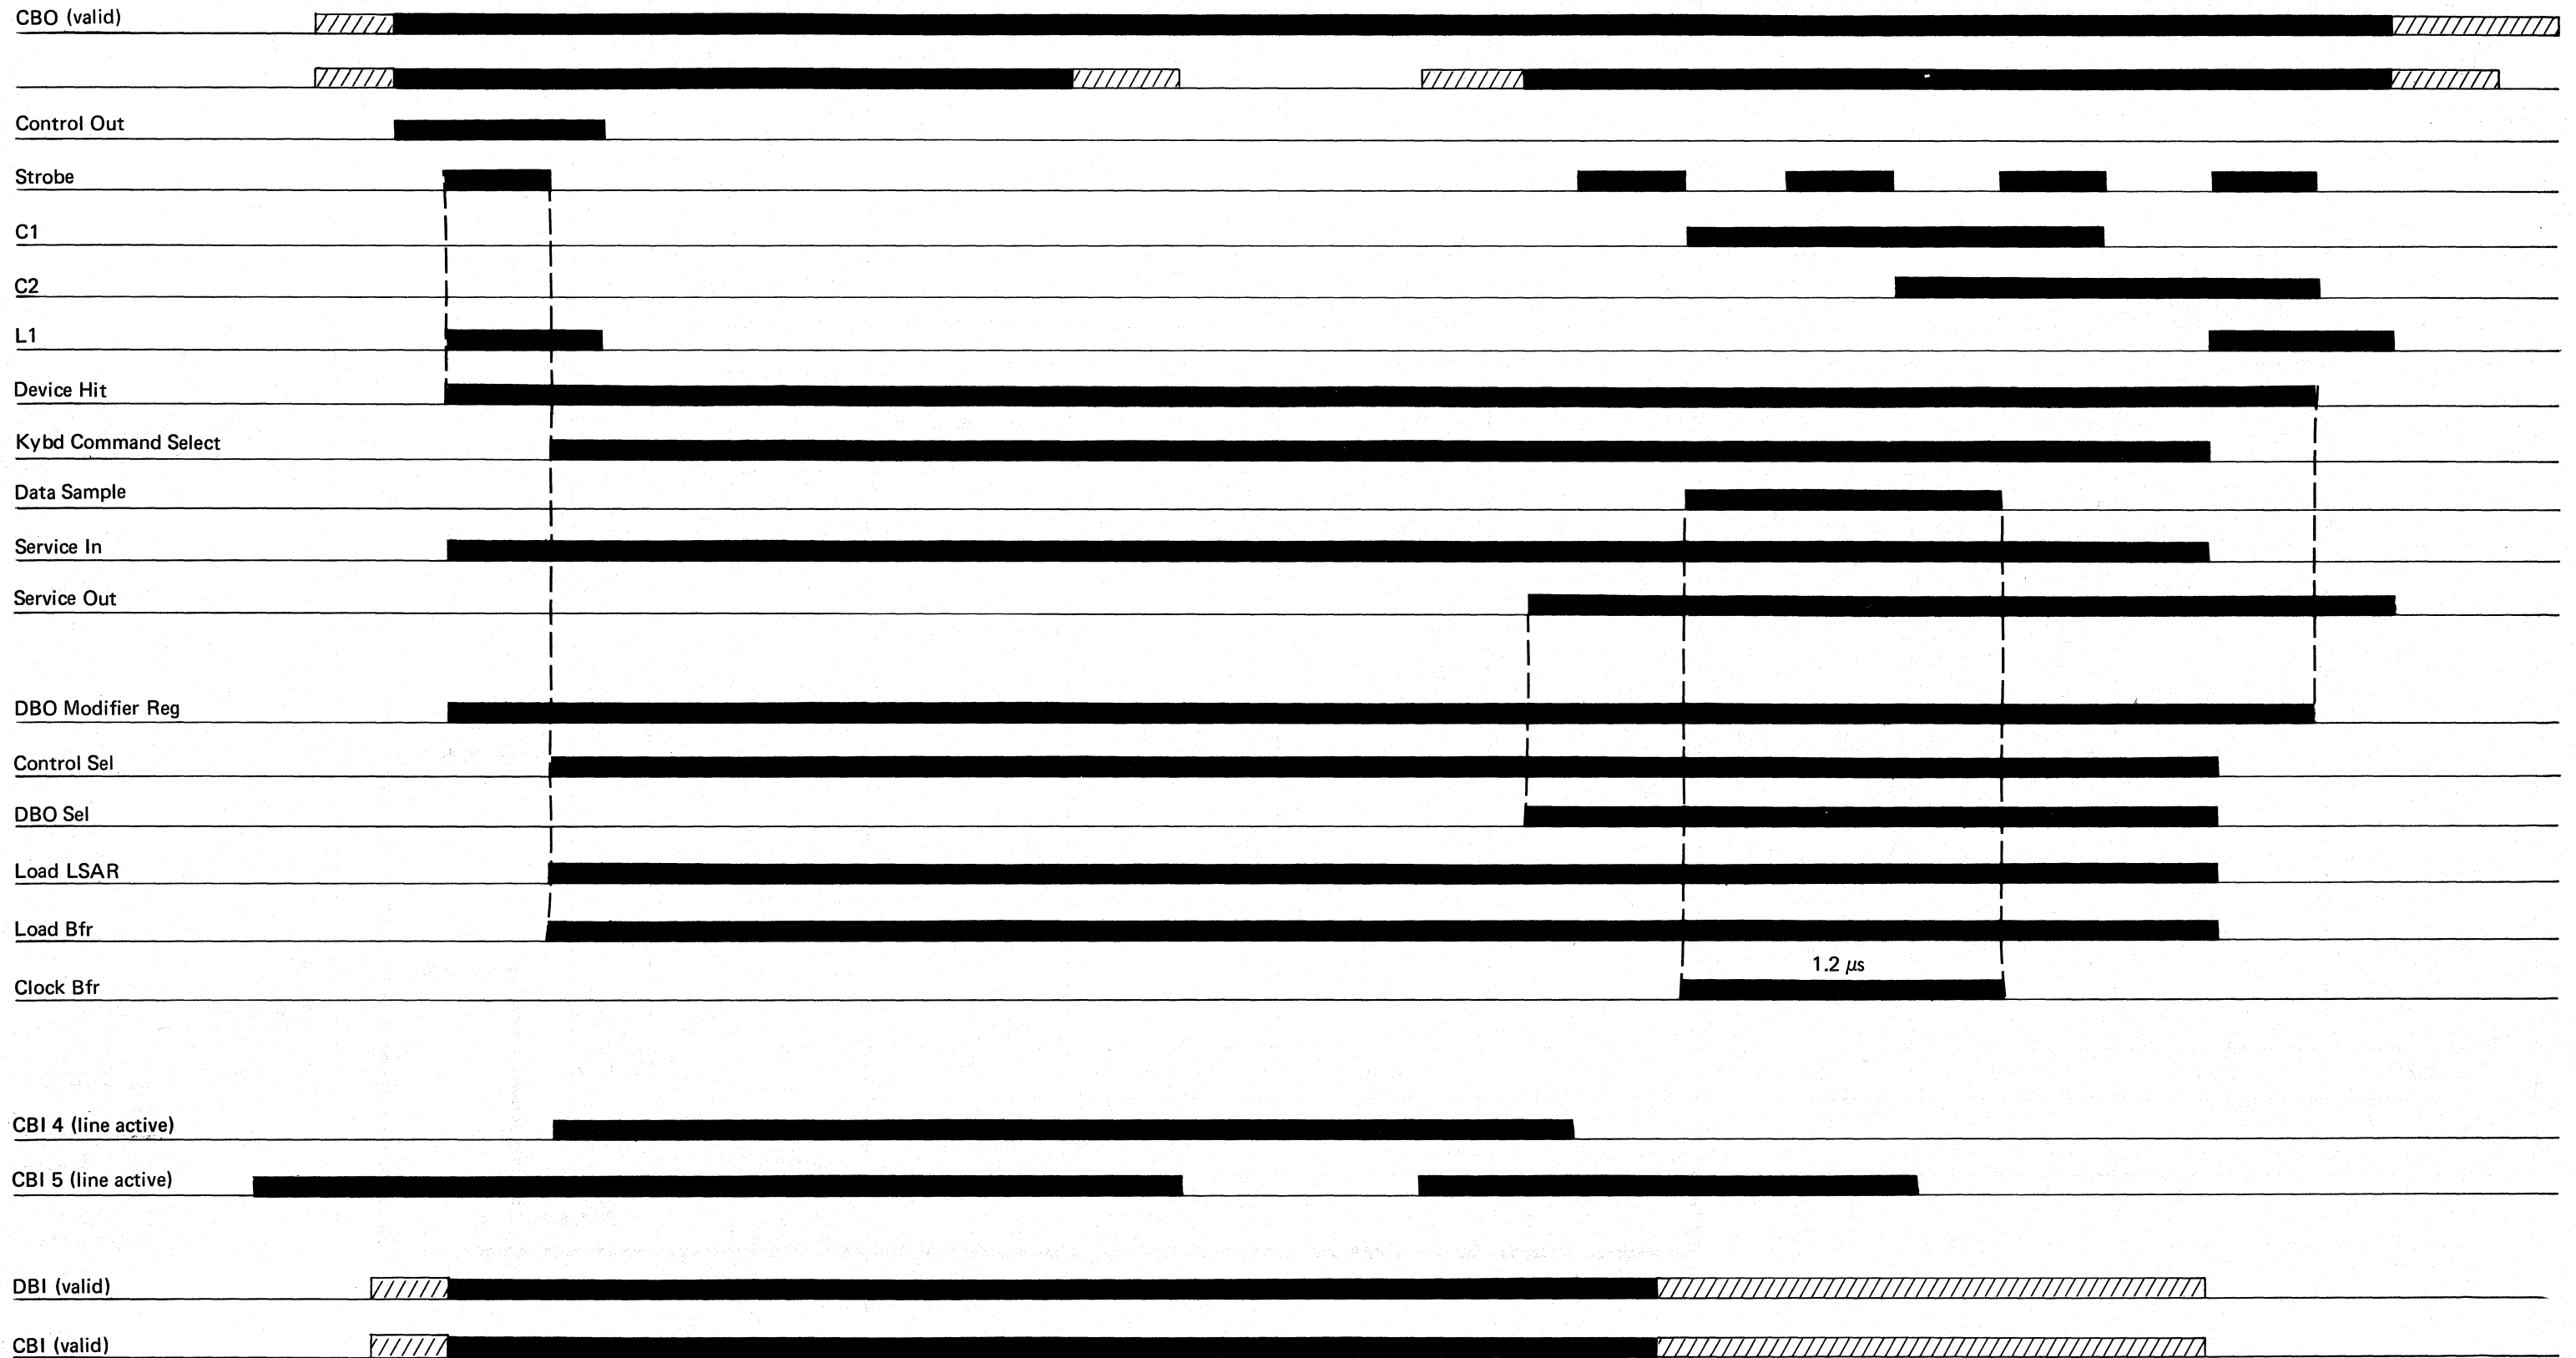 CBO (valid)
Control Out
Strobe
C1
C2
L1
Device Hit
Kybd Command Select
Data Sample
Service In
Service Out
DBO Modifier Reg
Control Sel
DBO Sel
Load LSAR
Load Bfr
1.2 μs
Clock Bfr
CBI 4 (line active)
CBI 5 (line active)
DBI (valid)
CBI (valid)